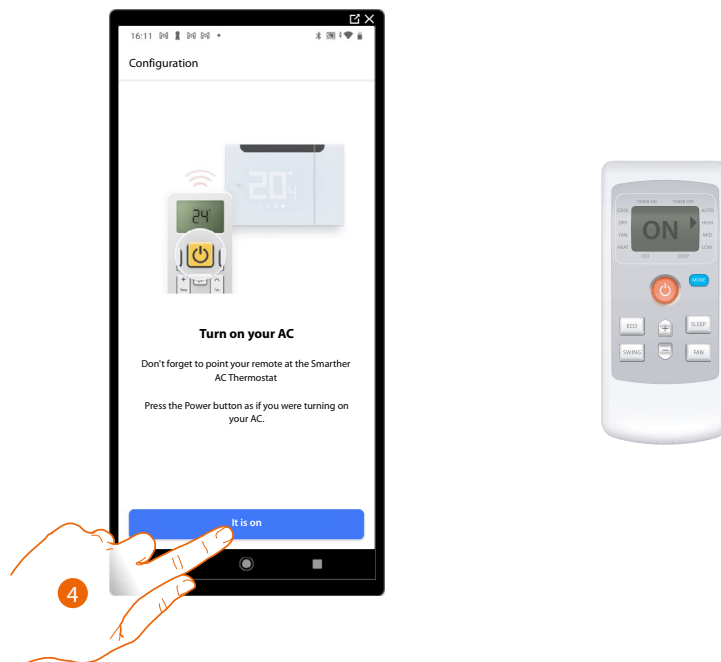 16:11
Configuration
20
24°
Turn on your AC
Don't forget to point your remote at the Smarther
AC Thermostat
Press the Power button as if you were turning on
your AC.
It is on
4
TIMER ON TIMER OFF
COOL AUTO
DRY HIGH
FAN MID
HEAT LOW
ON
ECO SLEEP
MODE
ECO SLEEP
SWING FAN